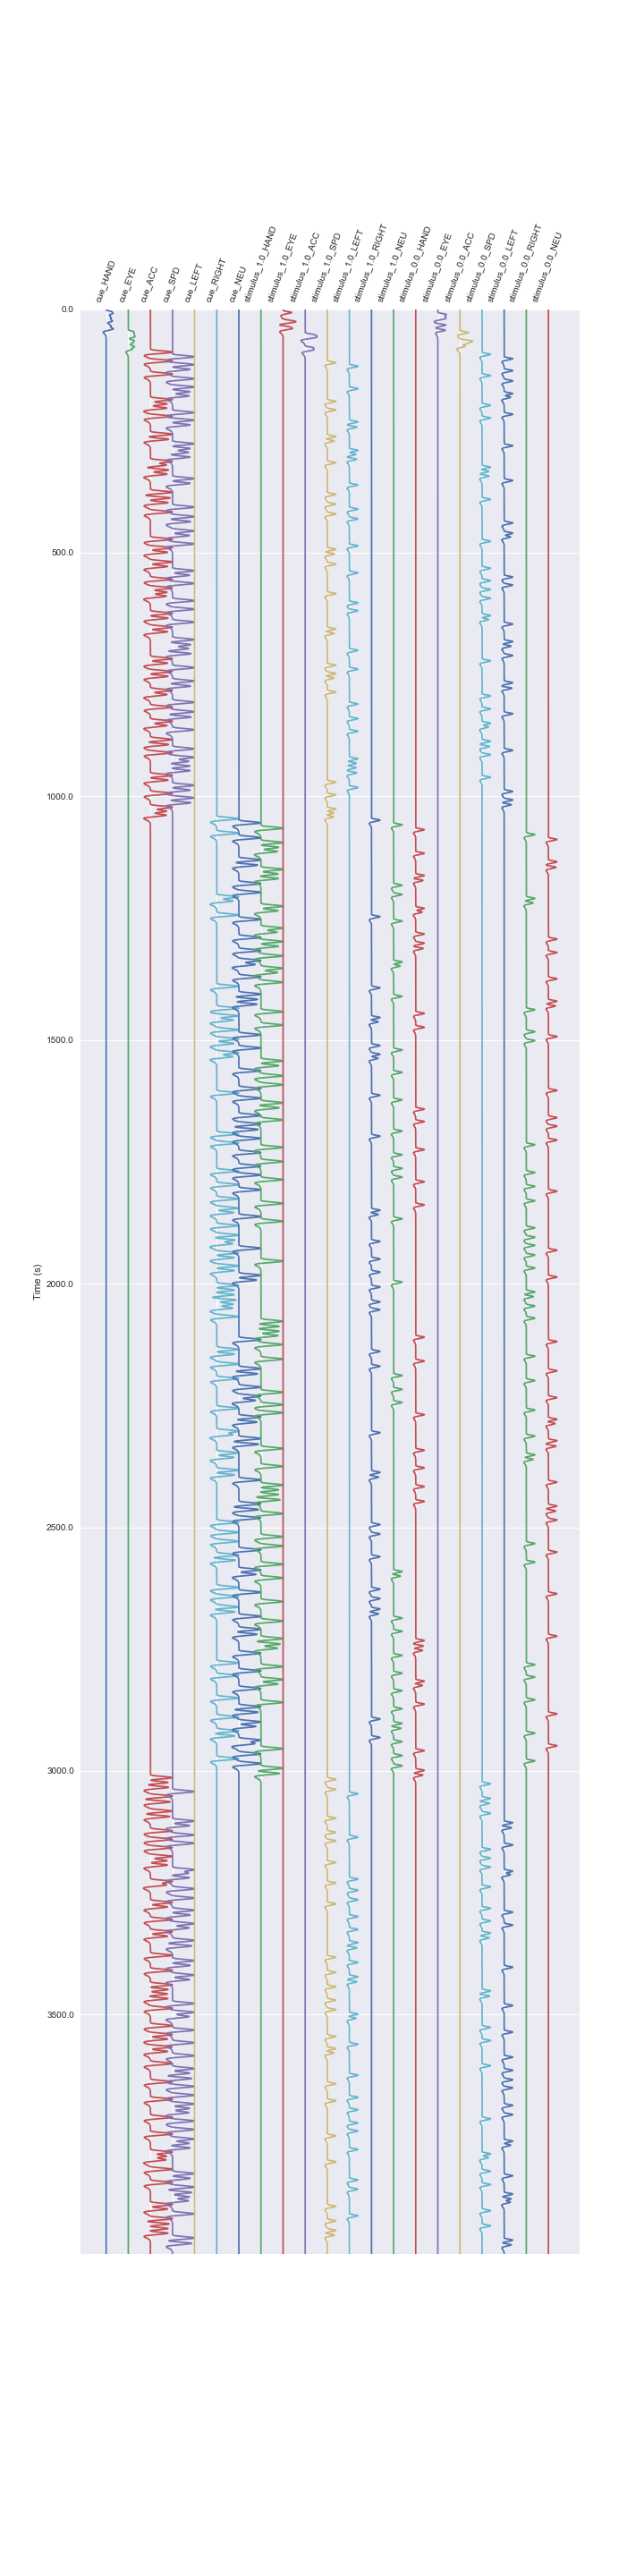 cue_HAND
cue_EYE
cue_ACC
cue_SPD
cue_LEFT
cue_RIGHT
cue_NEU
stimulus_1.0_HAND
stimulus_1.0_EYE
stimulus_1.0_ACC
stimulus_1.0_SPD
stimulus_1.0_LEFT
stimulus_1.0_RIGHT
stimulus_1.0_NEU
stimulus_0.0_HAND
stimulus_0.0_EYE
stimulus_0.0_ACC
stimulus_0.0_SPD
stimulus_0.0_LEFT
stimulus_0.0_RIGHT
stimulus_0.0_NEU
0.0
500.0
1000.0
1500.0
2000.0
Time (s)
2500.0
3000.0
3500.0